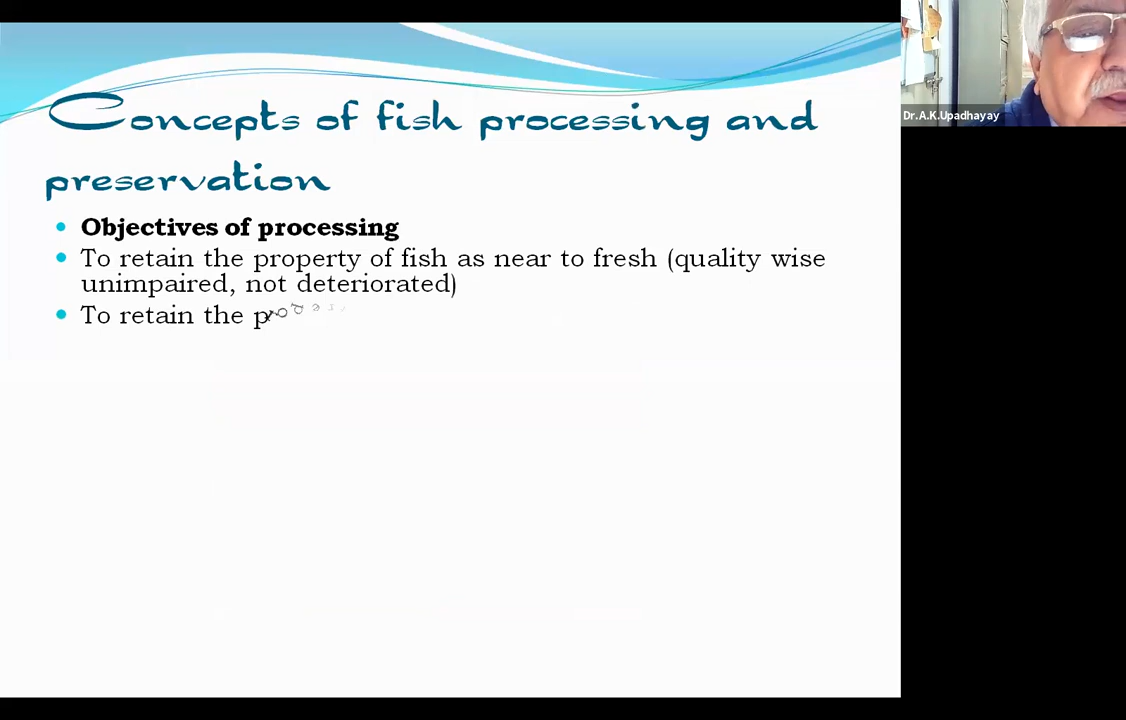 Concepts of fish processing and
preservation
Objectives of processing
To retain the property of fish as near to fresh (quality wise
unimpaired, not deteriorated)
To retain the
Dr.A.K.Upadhayay